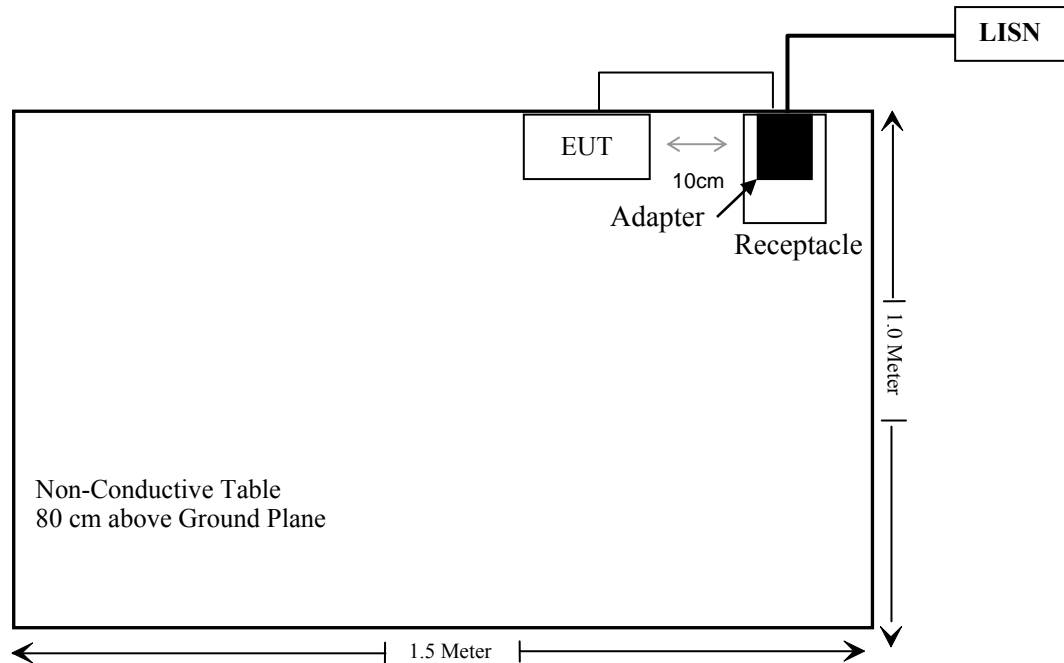 LISN
EUT
10cm
Adapter
Receptacle
1.0 Meter
Non-Conductive Table
80 cm above Ground Plane
1.5 Meter